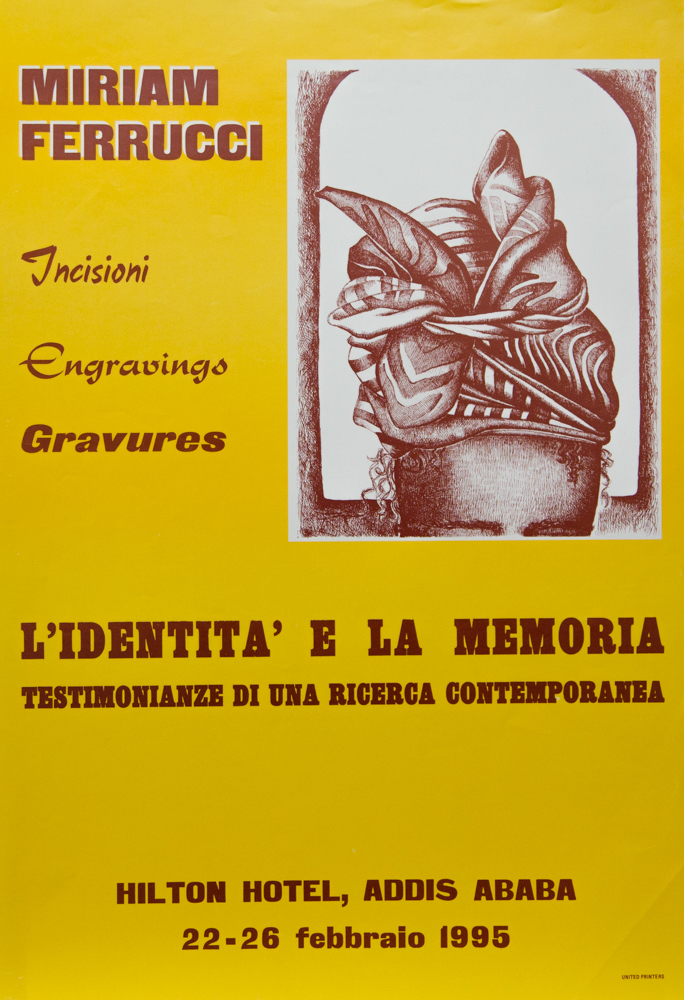 MIRIAM
FERRUCCI
Incisioni
Engravings
Gravures
L'IDENTITA' E LA MEMORIA
TESTIMONIANZE DI UNA RICERCA CONTEMPORANEA
HILTON HOTEL, ADDIS ABABA
22-26 febbraio 1995
UNITED PRINTERS